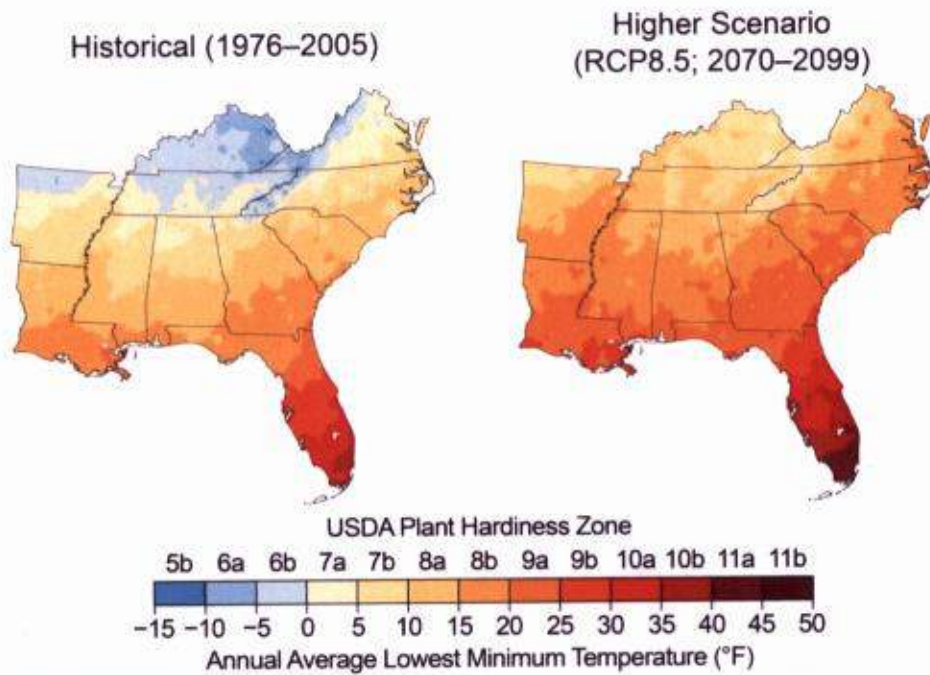 Historical (1976–2005)
Higher Scenario
(RCP8.5; 2070–2099)
USDA Plant Hardiness Zone
5b 6a 6b 7a 7b 8a 8b 9a 9b 10a 10b 11a 11b
−15 −10 −5 0 5 10 15 20 25 30 35 40 45 50
Annual Average Lowest Minimum Temperature (°F)